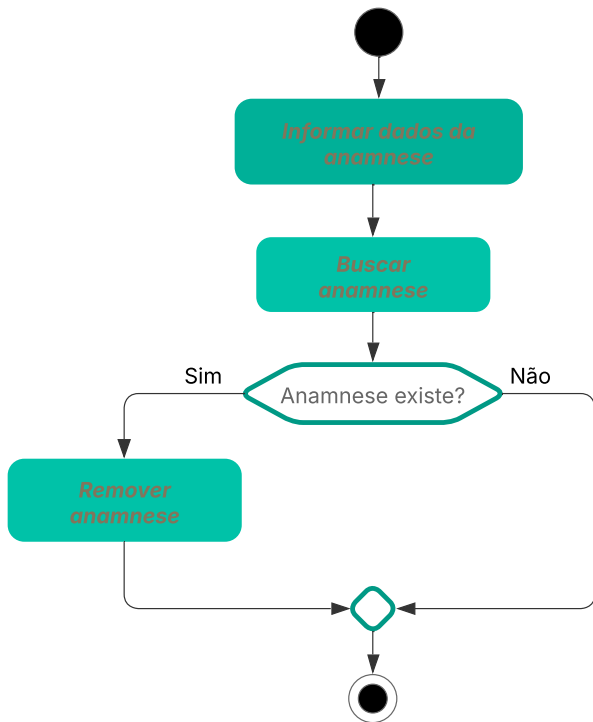 Informar dados da
anamnese
Buscar
anamnese
Sim
Não
Anamnese existe?
Remover
anamnese